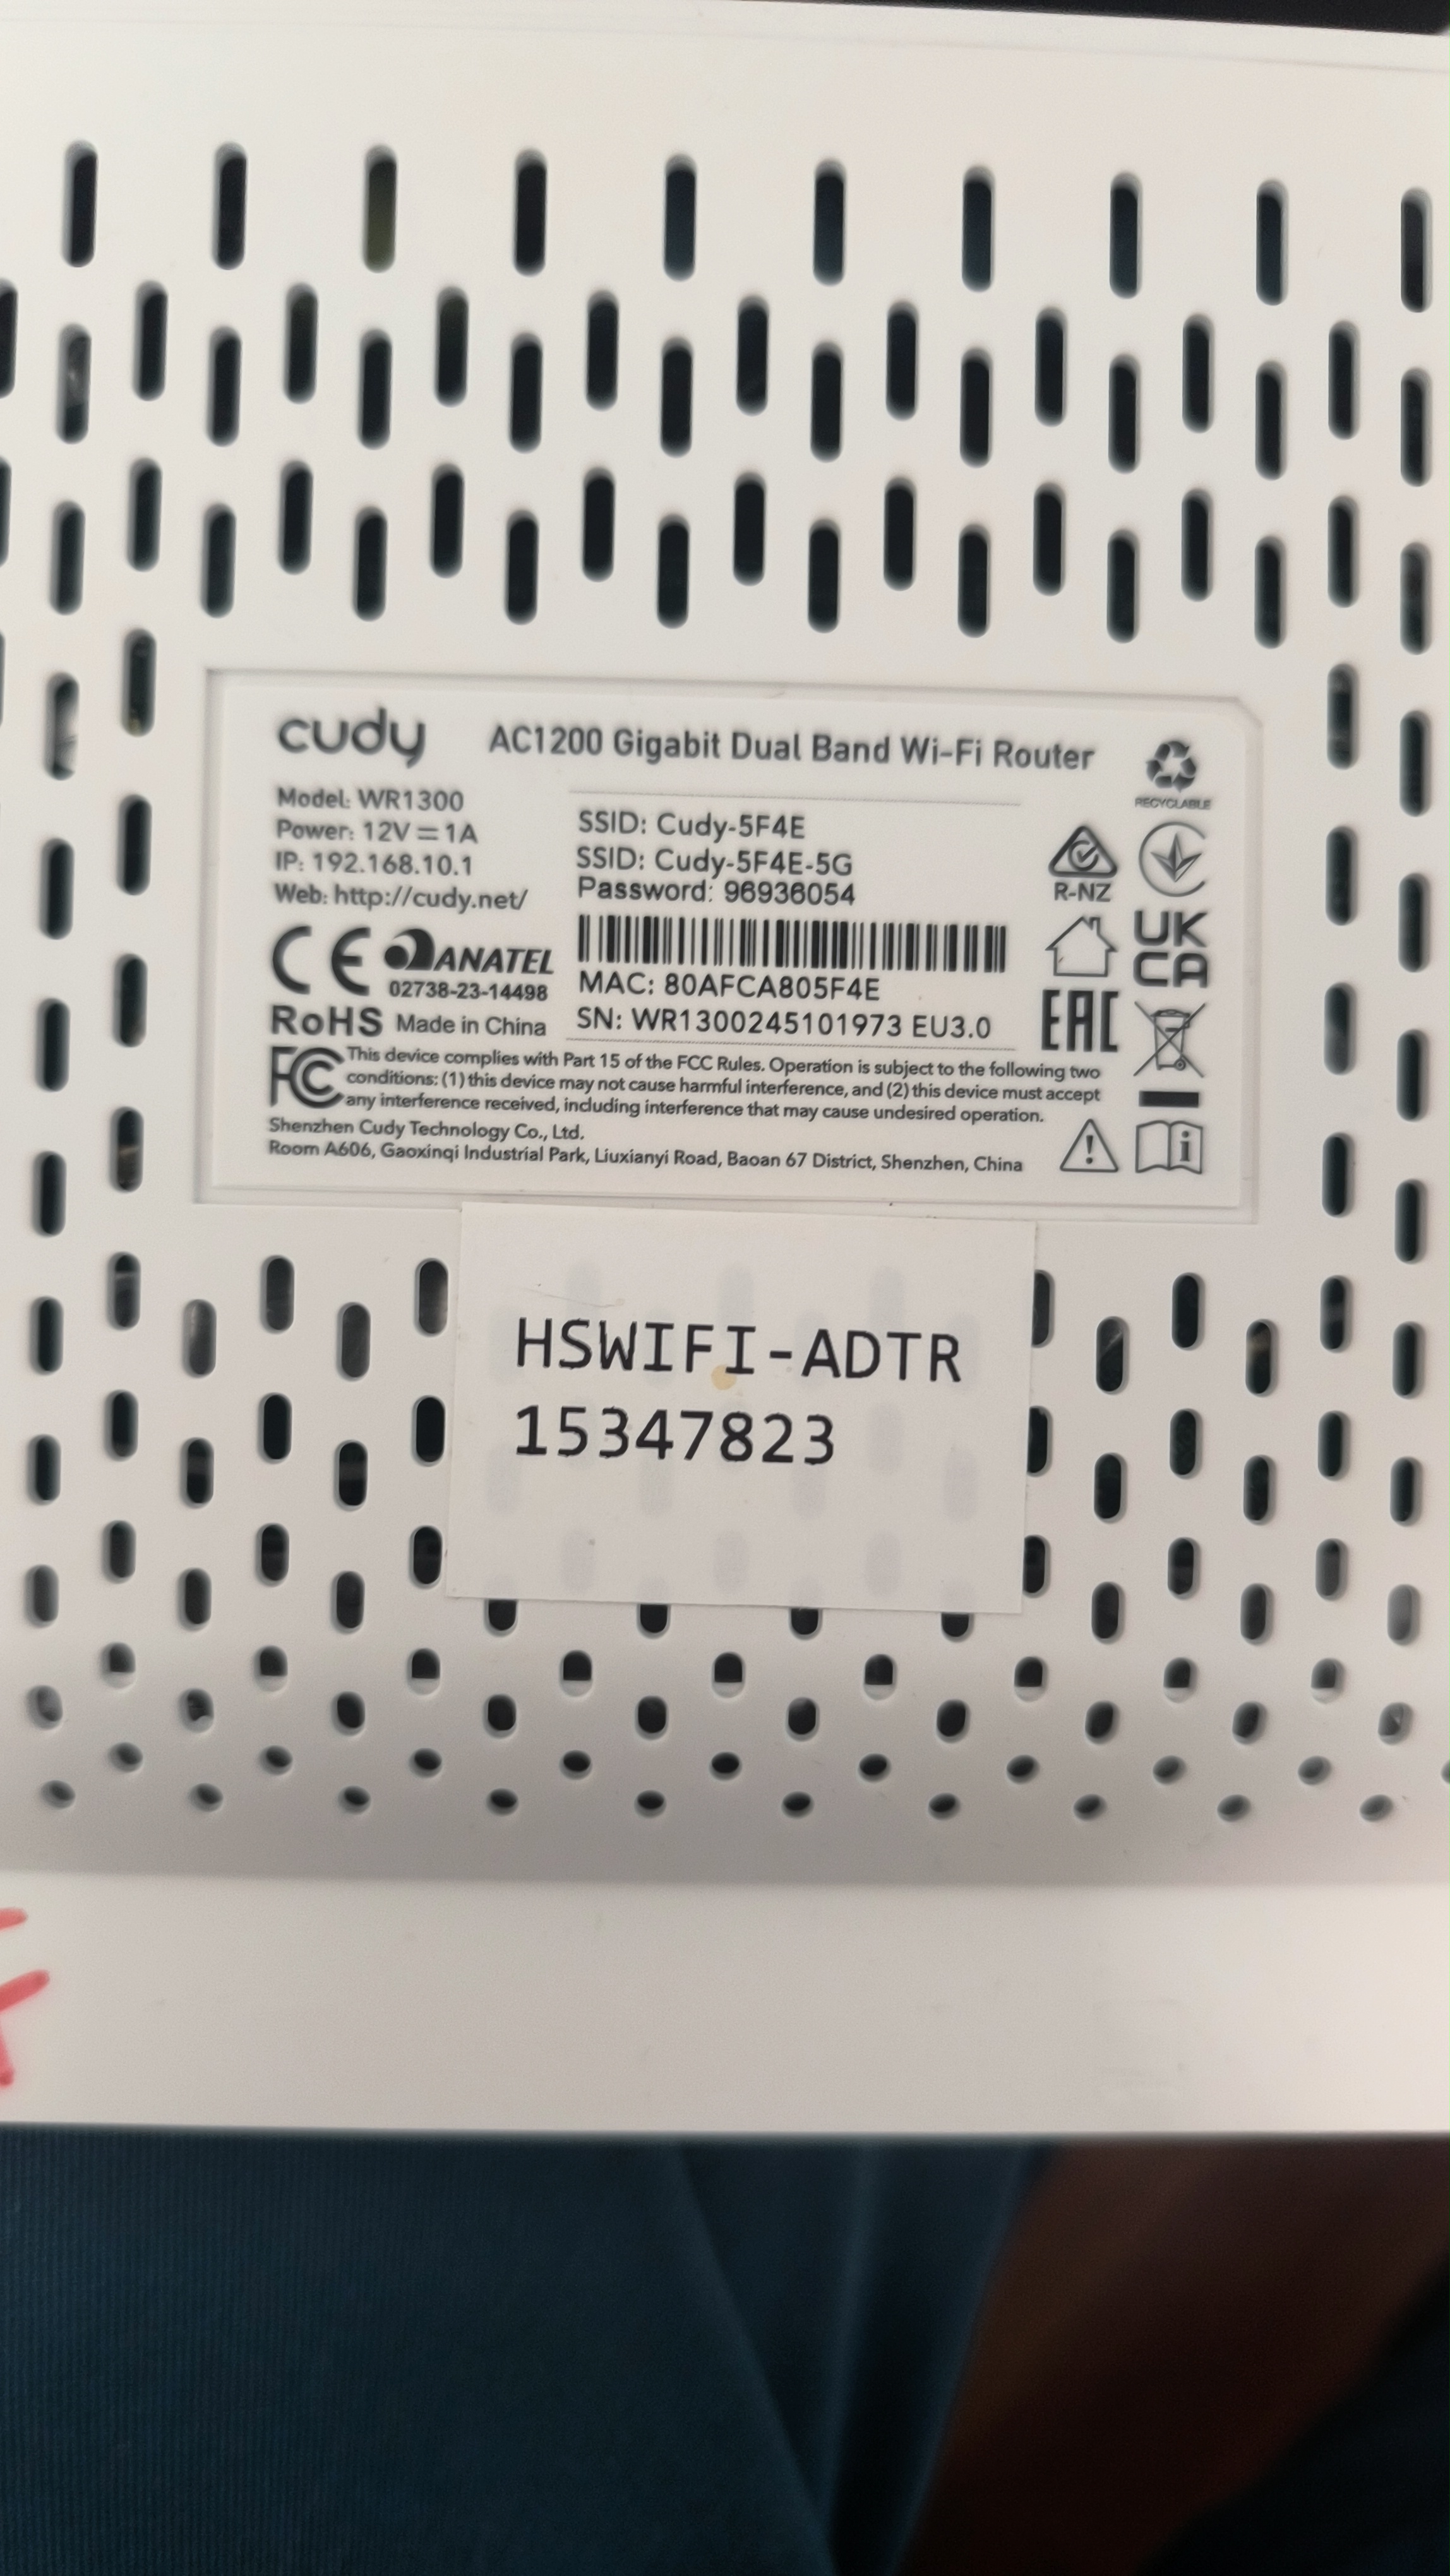 cudy AC1200 Gigabit Dual Band Wi-Fi Router
RECYCLABLE
Model: WR1300
Power: 12V = 1A
IP: 192.168.10.1
Web: http://cudy.net/
SSID: Cudy-5F4E
SSID: Cudy-5F4E-5G
Password: 96936054
R-NZ
CE ANATEL
02738-23-14498
RoHS Made in China
MAC: 80AFCA805F4E
SN: WR1300245101973 EU3.0
UK
CA
EAC
FC This device complies with Part 15 of the FCC Rules. Operation is subject to the following two
conditions: (1) this device may not cause harmful interference, and (2) this device must accept
any interference received, including interference that may cause undesired operation.
Shenzhen Cudy Technology Co., Ltd.
Room A606, Gaoxinqi Industrial Park, Liuxianyi Road, Baoan 67 District, Shenzhen, China
HSWIFI-ADTR
15347823